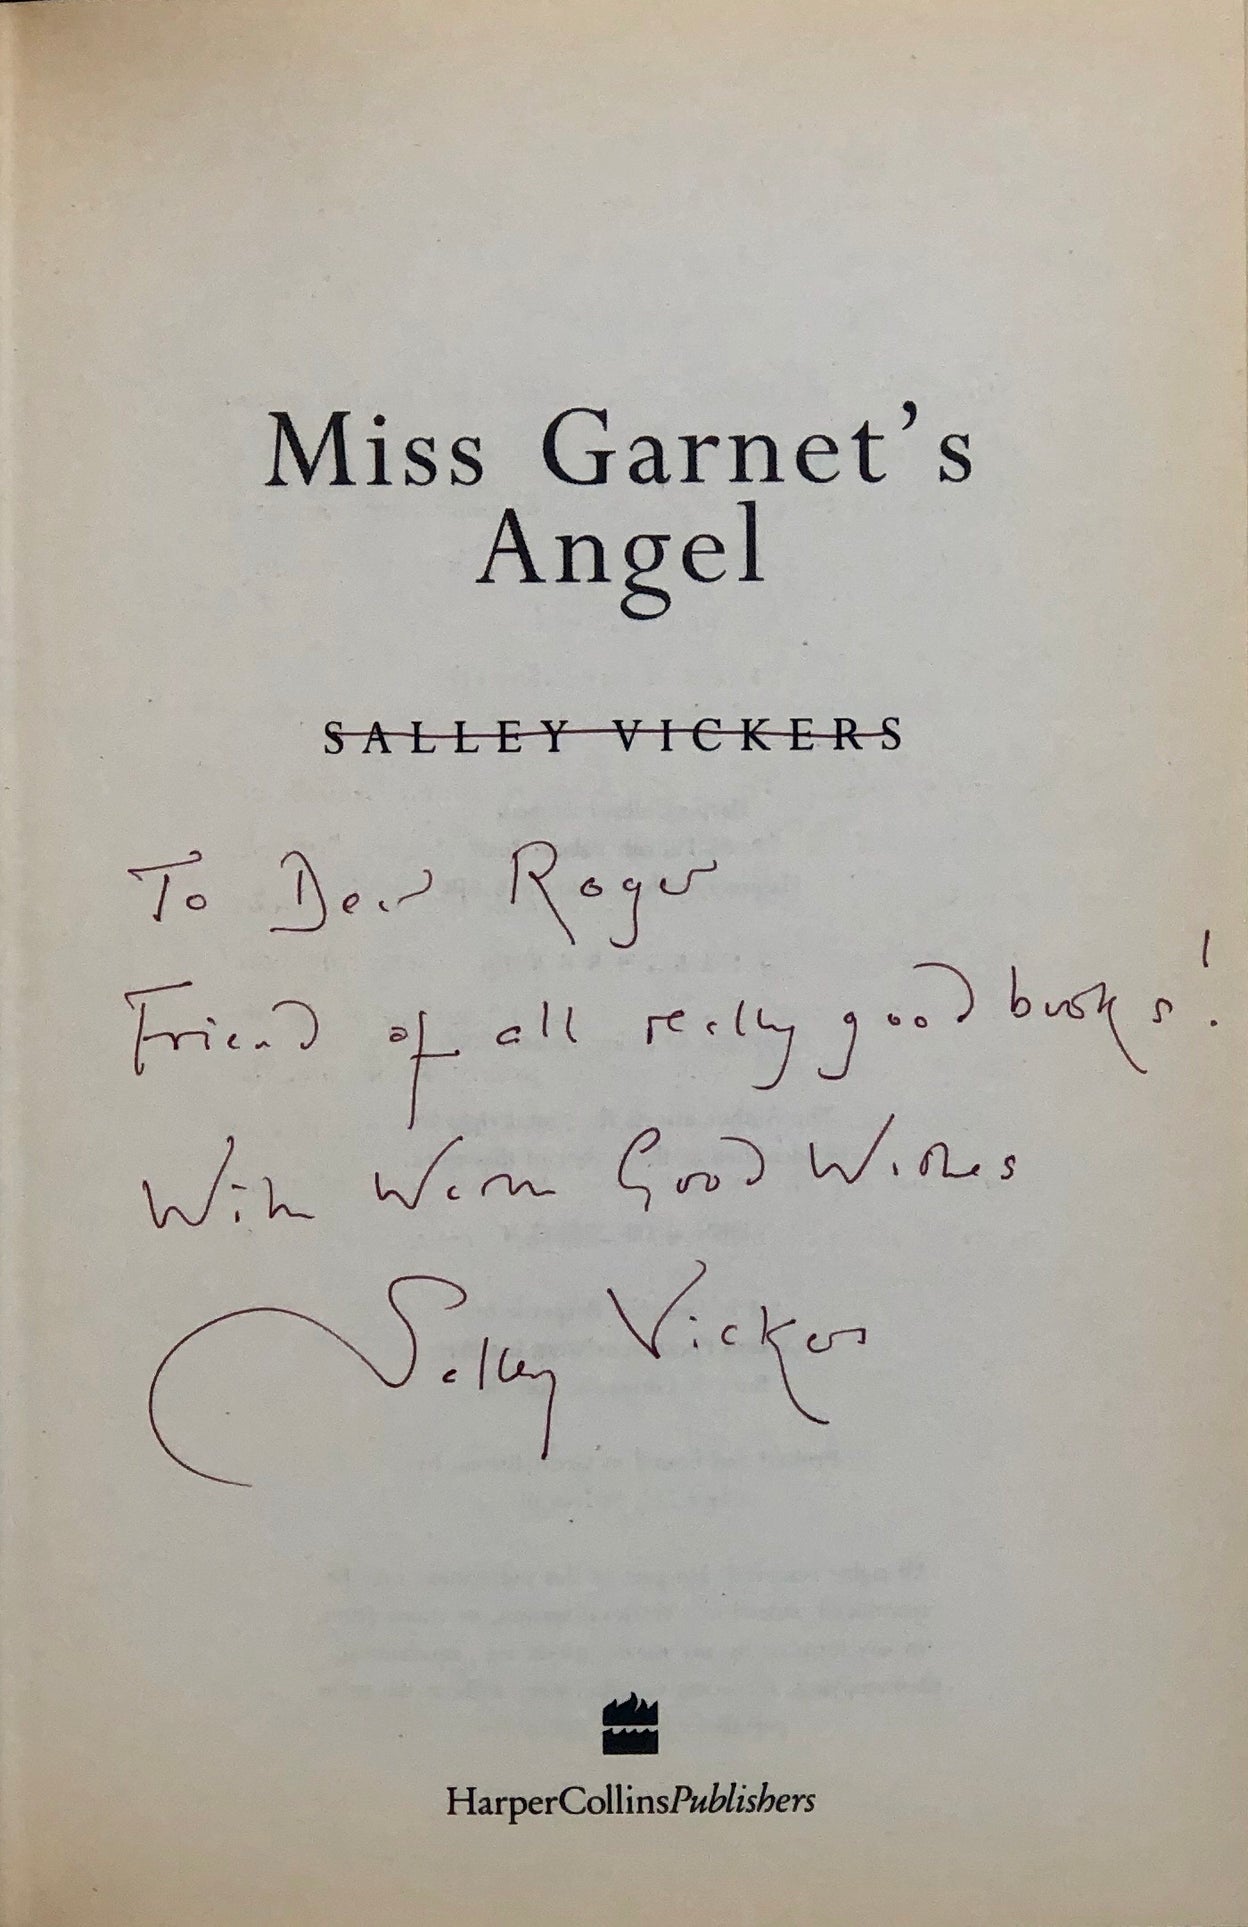 Miss Garnet's
Angel
SALLEY VICKERS
To Dear Roger
Friend of all really good books!
With Warm Good Wishes
Salley Vickers
HarperCollinsPublishers